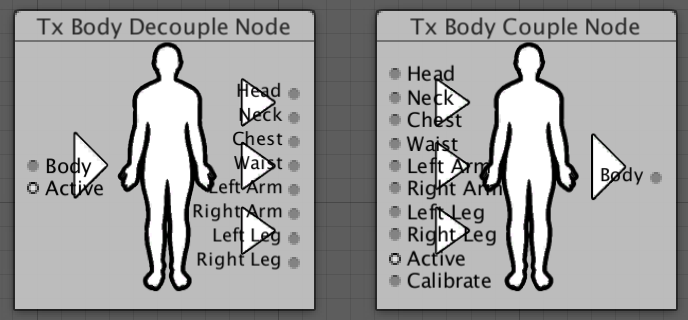 Tx Body Decouple Node
Body
Active
Head
Neck
Chest
Waist
Left Arm
Right Arm
Left Leg
Right Leg
Tx Body Couple Node
Head
Neck
Chest
Waist
Left Arm
Right Arm
Left Leg
Right Leg
Active
Calibrate
Body